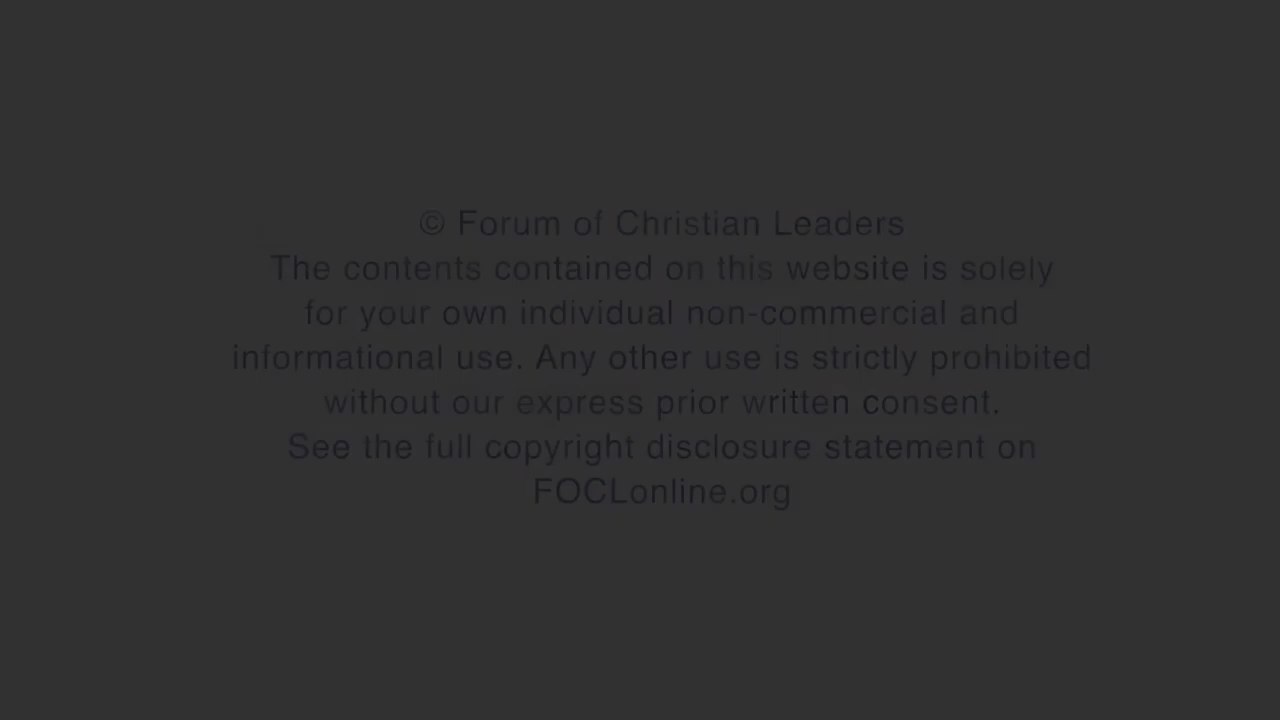 © Forum of Christian Leaders
The contents contained on this website is solely
for your own individual non-commercial and
informational use. Any other use is strictly prohibited
without our express prior written consent.
See the full copyright disclosure statement on
FOCLonline.org